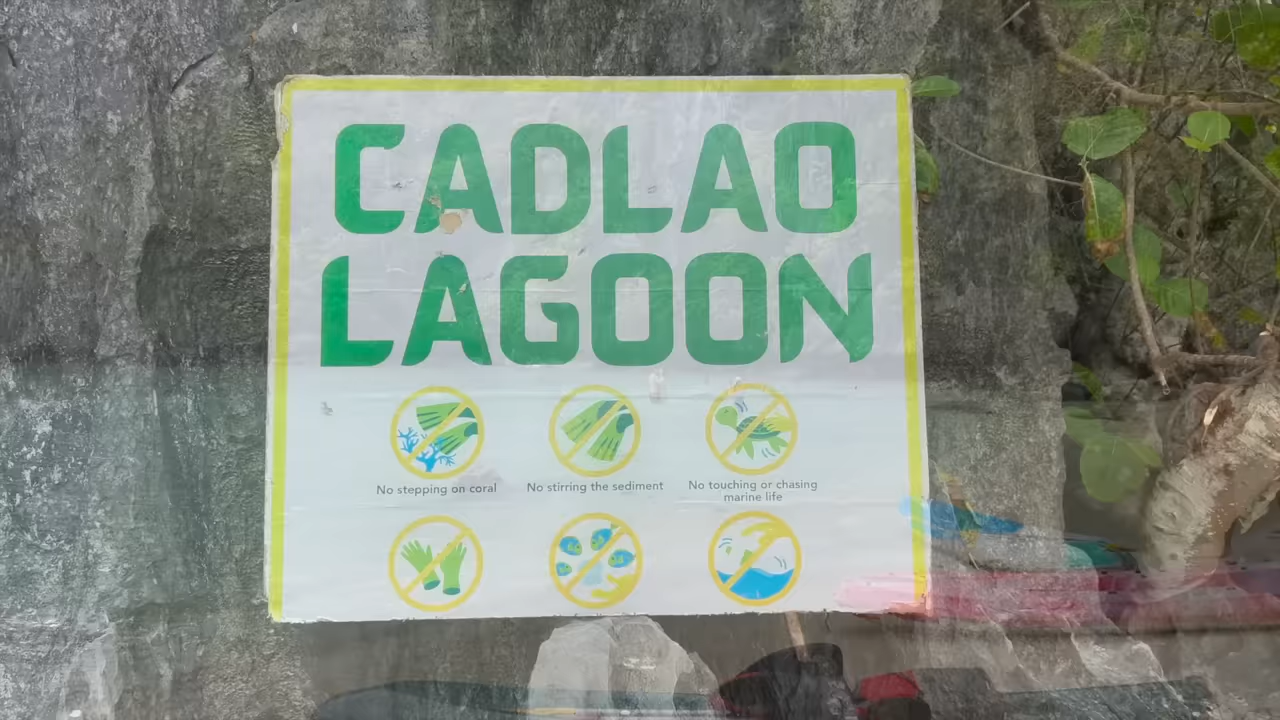 CADLAO
LAGOON
No stepping on coral No stirring the sediment No touching or chasing
marine life